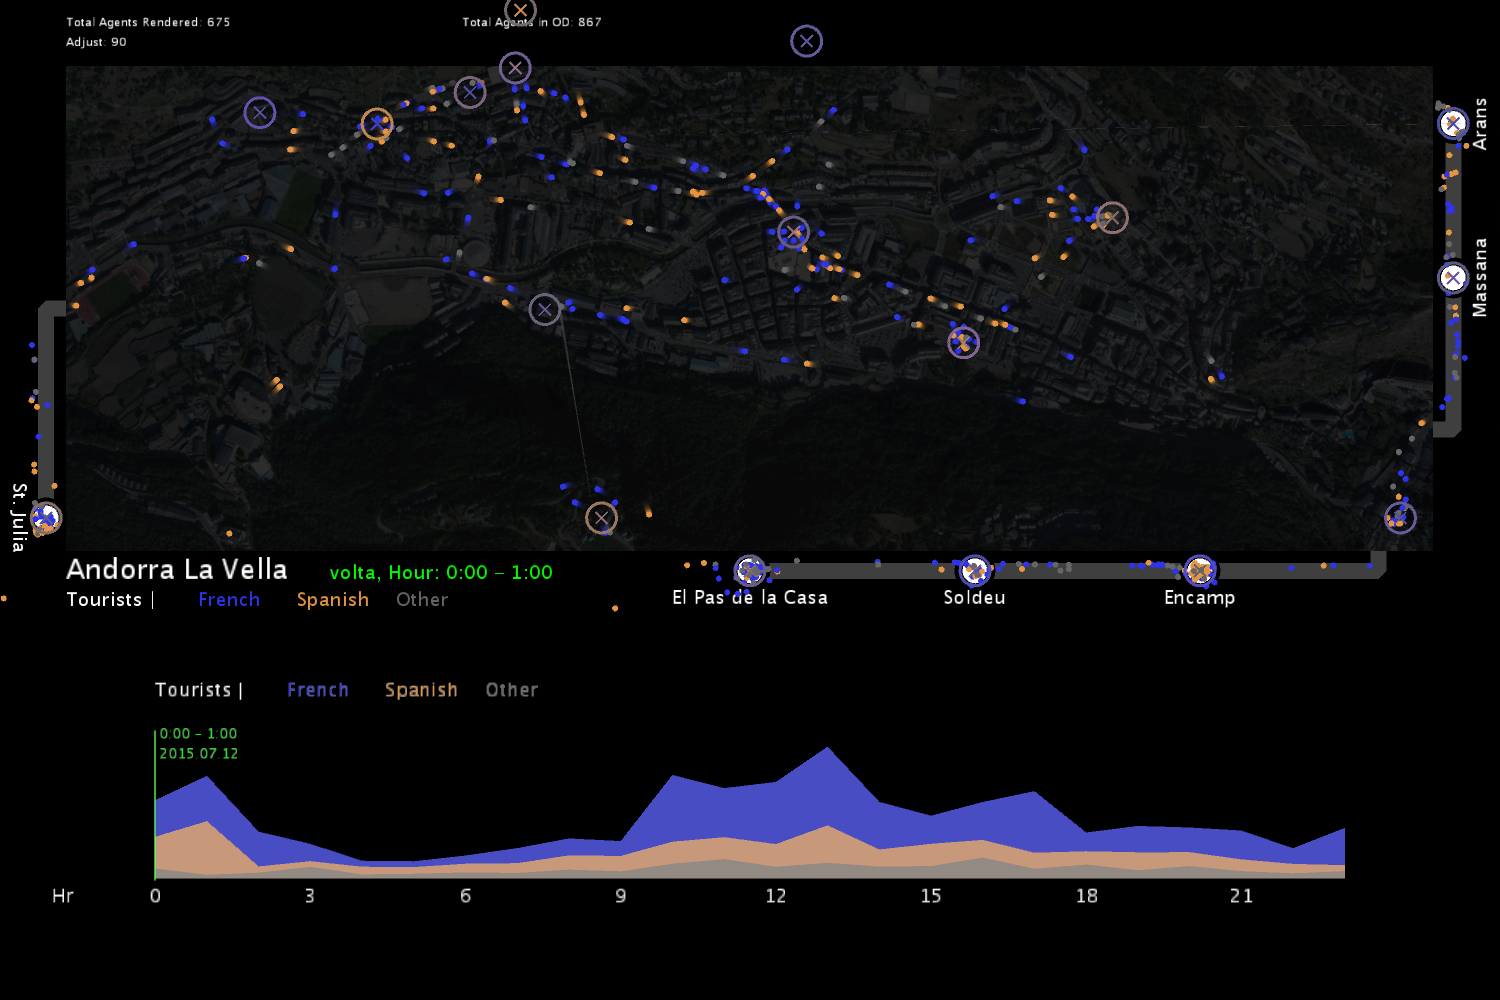 Total Agents Rendered: 675
Total Agents in OD: 867
Adjust: 90
Arans
Massana
St. Julia
Andorra La Vella
volta, Hour: 0:00 – 1:00
Tourists | French Spanish Other
El Pas de la Casa
Soldeu
Encamp
Tourists | French Spanish Other
0:00 – 1:00
2015.07.12
Hr 0 3 6 9 12 15 18 21